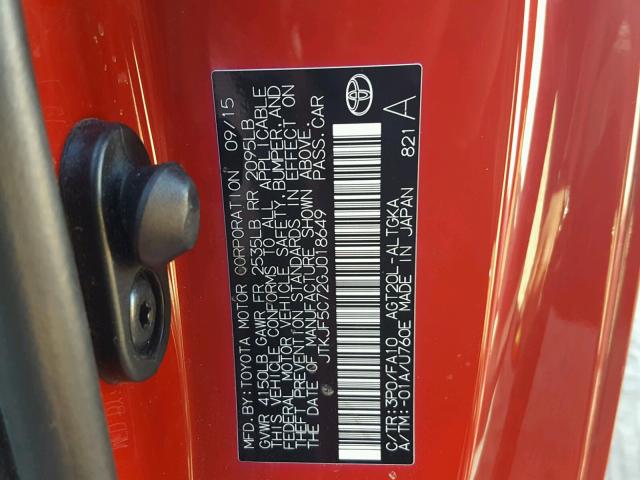 MFD.BY:TOYOTA MOTOR CORPORATION 09/15
GVWR 4150LB GAWR FR 2335LB RR 2095LB
THIS VEHICLE CONFORMS TO ALL APPLICABLE
FEDERAL MOTOR VEHICLE SAFETY, BUMPER, AND
THEFT PREVENTION STANDARDS IN EFFECT ON
THE DATE OF MANUFACTURE SHOWN ABOVE.
JTKJF5C726J018649 PASS.CAR
C/TR:3P0/FA10 AGT20L-ALTGKA
A/TM:-01A/U760E MADE IN JAPAN 821
A